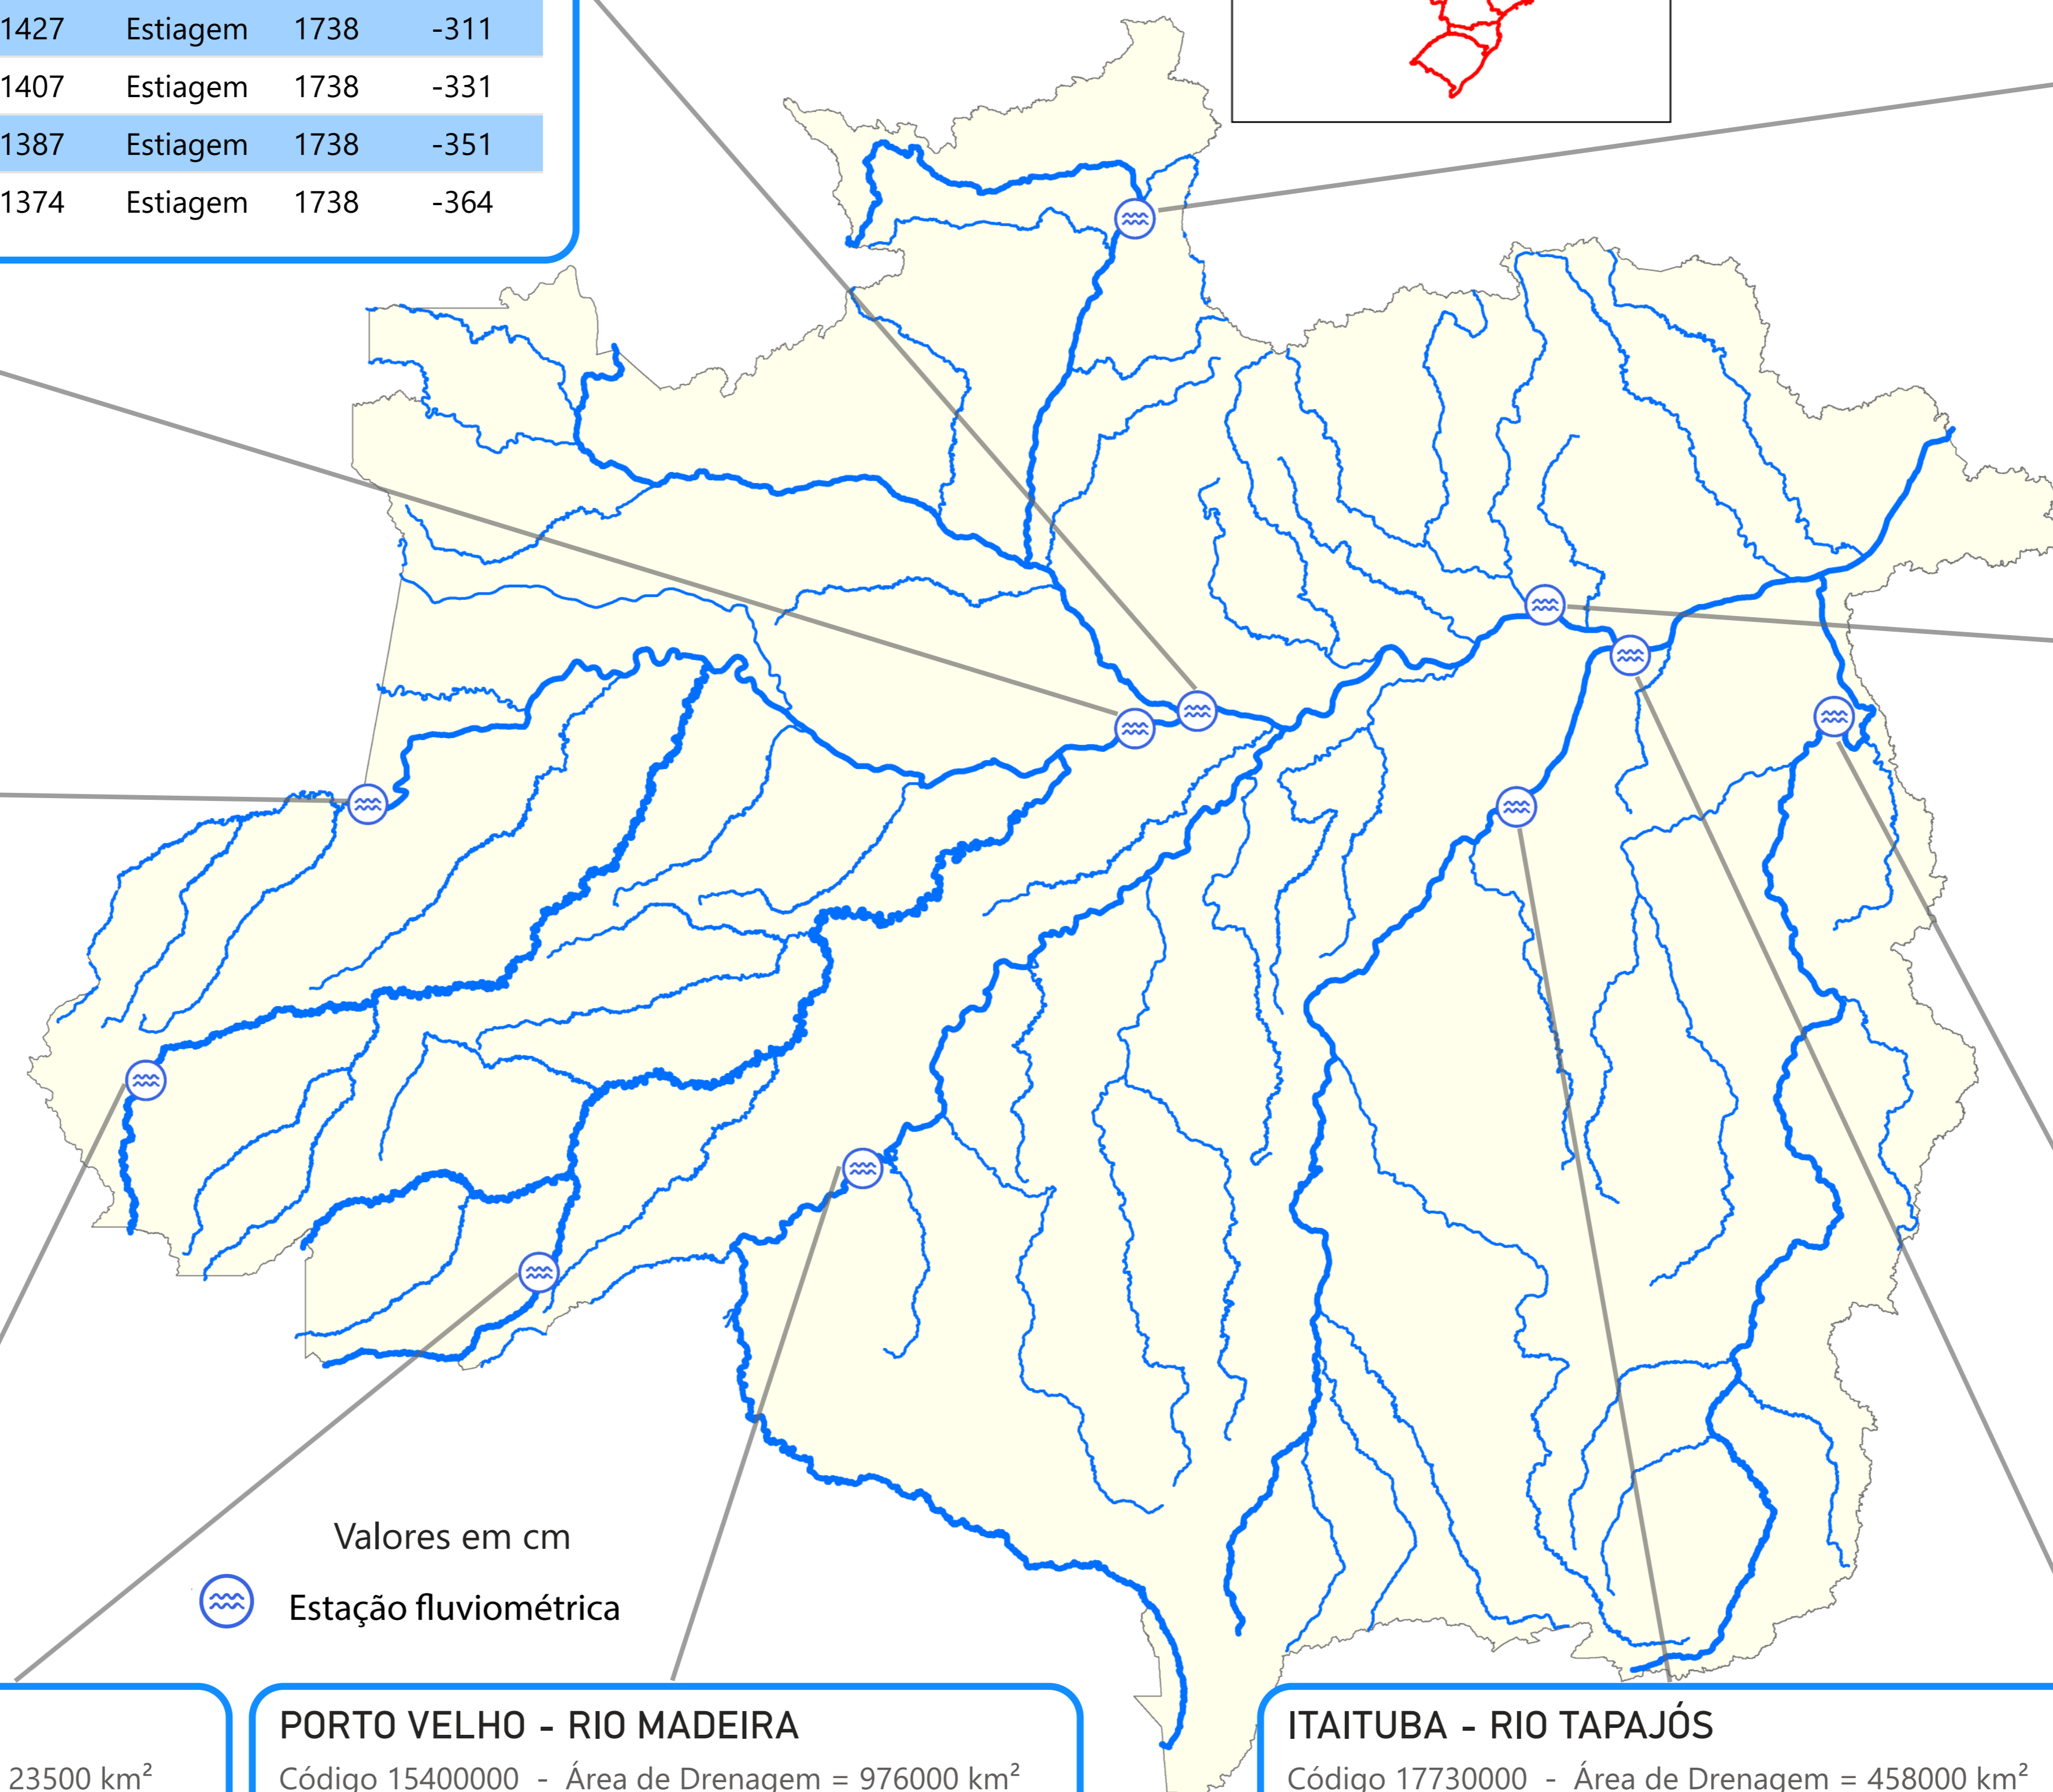 1427 Estiagem 1738 -311
1407 Estiagem 1738 -331
1387 Estiagem 1738 -351
1374 Estiagem 1738 -364
Valores em cm
Estação fluviométrica
23500 km²
PORTO VELHO - RIO MADEIRA
Código 15400000 - Área de Drenagem = 976000 km²
ITAITUBA - RIO TAPAJÓS
Código 17730000 - Área de Drenagem = 458000 km²